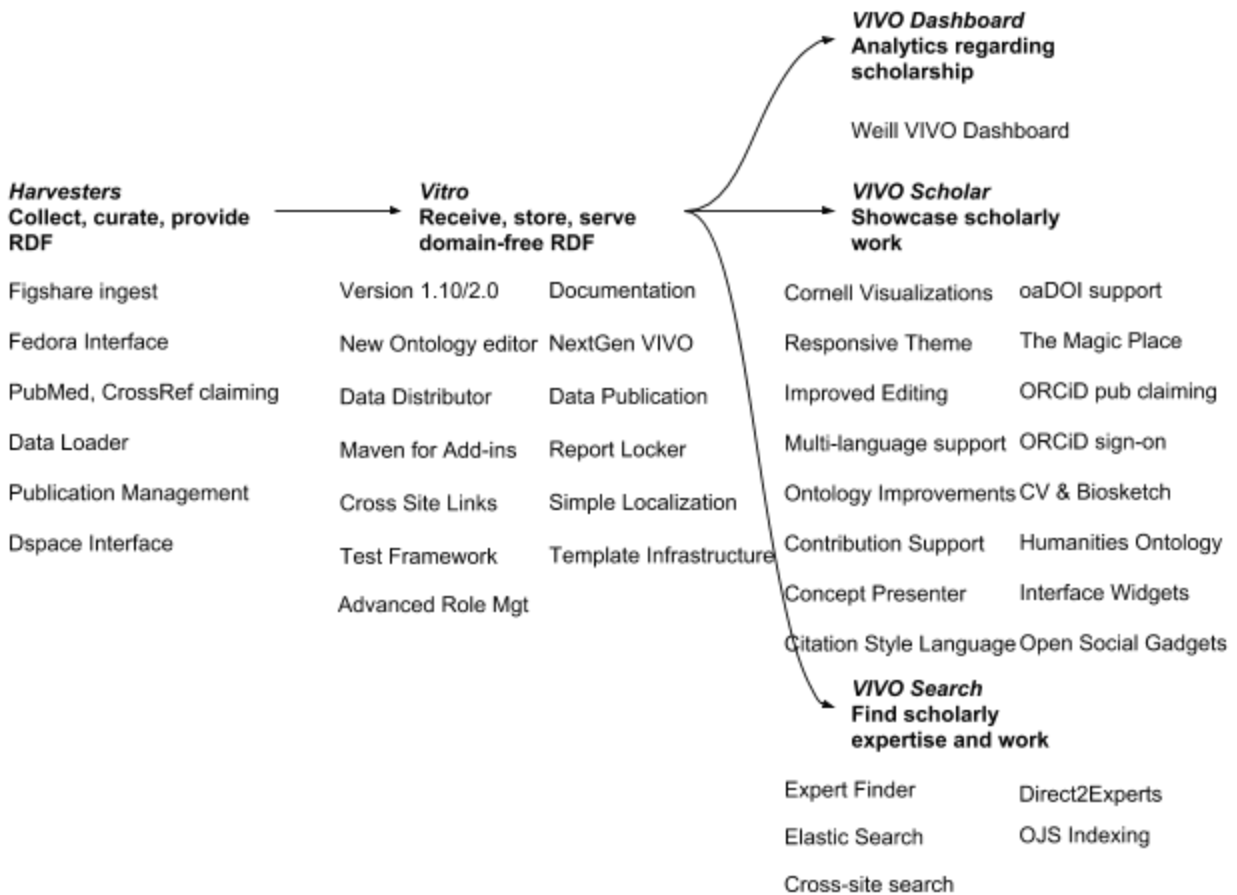 VIVO Dashboard
Analytics regarding
scholarship
Weill VIVO Dashboard
Harvesters
Collect, curate, provide
RDF
Figshare ingest
Fedora Interface
PubMed, CrossRef claiming
Data Loader
Publication Management
Dspace Interface
Vitro
Receive, store, serve
domain-free RDF
Version 1.10/2.0
New Ontology editor
Data Distributor
Maven for Add-ins
Cross Site Links
Test Framework
Advanced Role Mgt
Documentation
NextGen VIVO
Data Publication
Report Locker
Simple Localization
Template Infrastructure
VIVO Scholar
Showcase scholarly
work
Cornell Visualizations
Responsive Theme
Improved Editing
Multi-language support
Ontology Improvements
Contribution Support
Concept Presenter
Citation Style Language
oaDOI support
The Magic Place
ORCiD pub claiming
ORCiD sign-on
CV & Biosketch
Humanities Ontology
Interface Widgets
Open Social Gadgets
VIVO Search
Find scholarly
expertise and work
Expert Finder
Elastic Search
Cross-site search
Direct2Experts
OJS Indexing